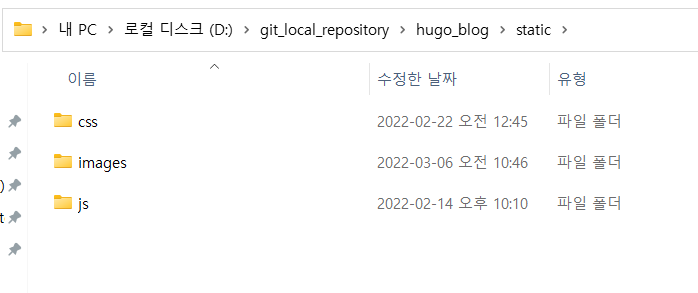 내 PC > 로컬 디스크 (D:) > git_local_repository > hugo_blog > static >
이름 수정한 날짜 유형
css 2022-02-22 오전 12:45 파일 폴더
images 2022-03-06 오전 10:46 파일 폴더
)
js 2022-02-14 오후 10:10 파일 폴더
t